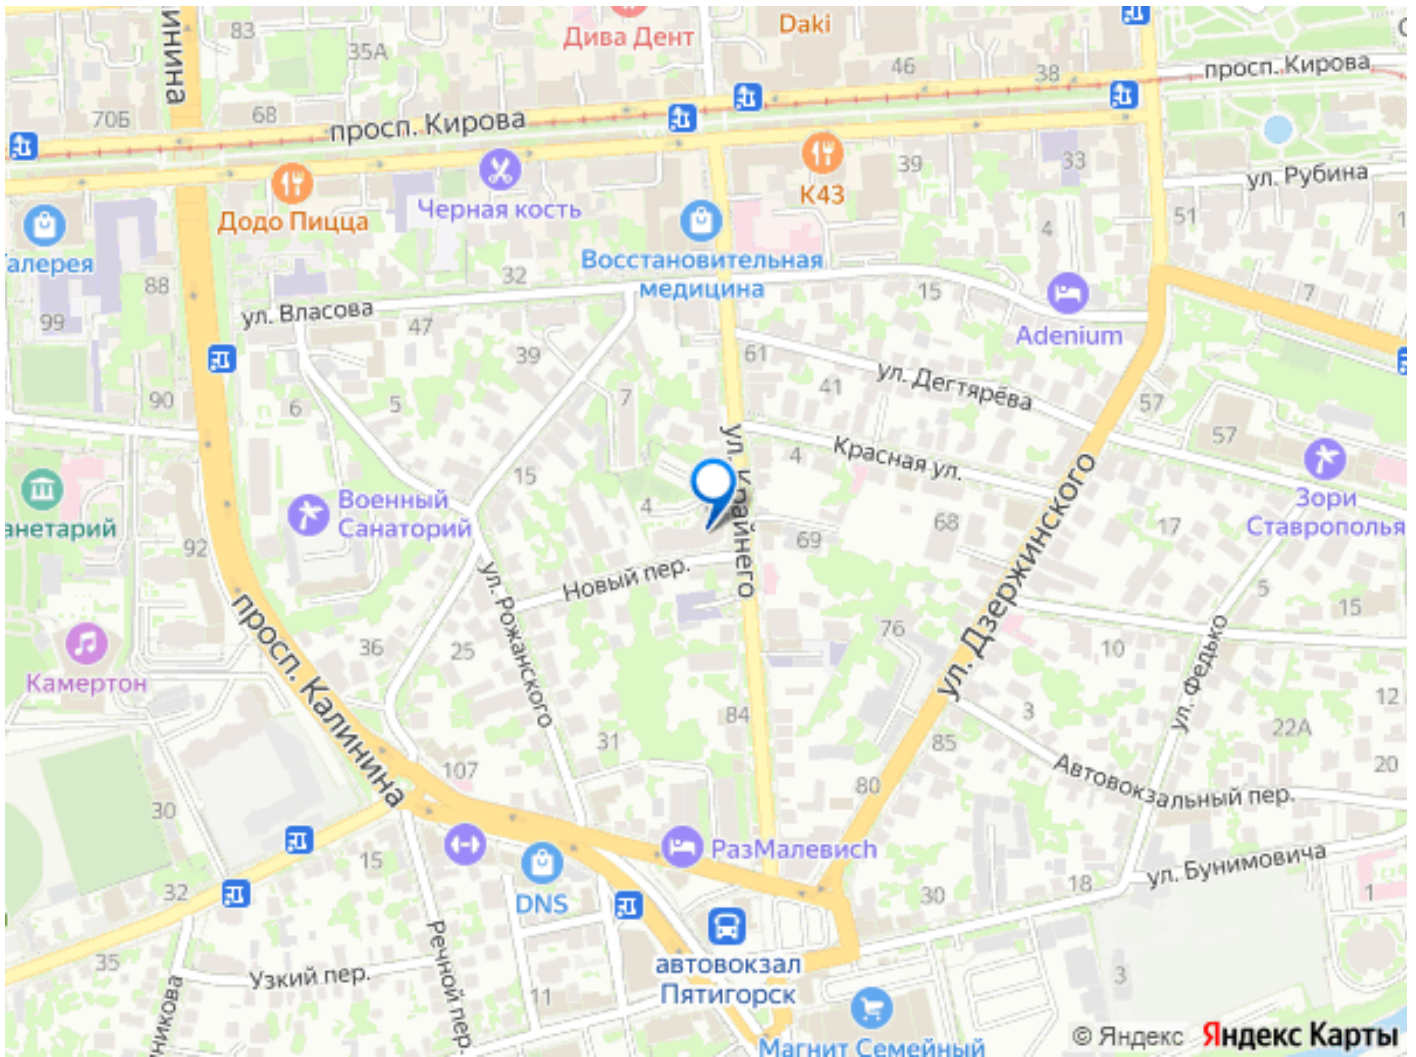 инина
83
35А
Дива Дент
Daki
46
38
просп. Кирова
70Б
68
просп. Кирова
39
33
ул. Рубина
Додо Пицца
Черная кость
К43
51
4
алерея
88
Восстановительная
медицина
32
15
7
99
ул. Власова
47
39
61
Adenium
90
6
5
7
41
ул. Дегтярёва
57
57
15
4
Красная ул.
ул. Крайнего
Военный
Санаторий
4
Зори
Ставрополья
анетарий
92
69
68
17
Новый пер.
ул. Дзержинского
5
15
просп. Калинина
36
25
ул. Рожанского
76
10
ул. Федько
Камертон
12
84
3
22А
31
85
107
80
Автовокзальный пер.
20
30
15
РазМалевич
ул. Бунимовича
32
DNS
30
18
1
35
Узкий пер.
Речной пер.
11
автовокзал
Пятигорск
3
никова
Магнит Семейный
© Яндекс Яндекс Карты